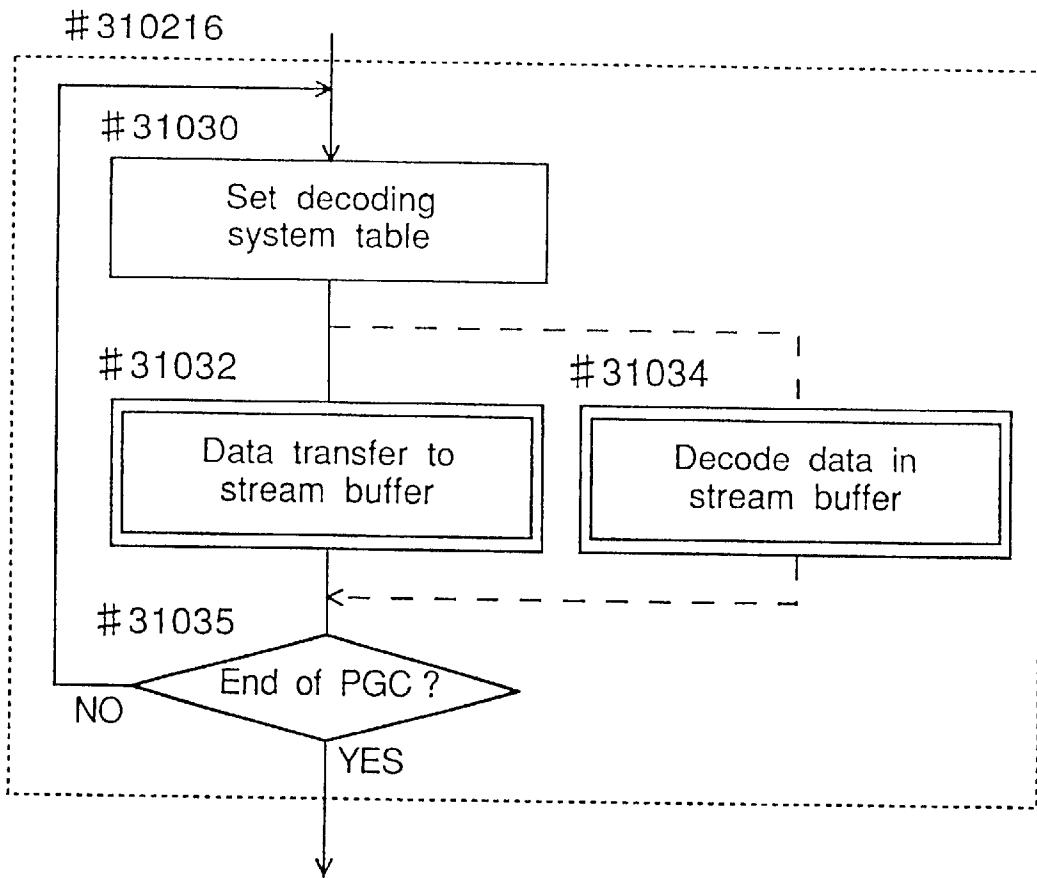 #310216
#31030
Set decoding
system table
#31032
#31034
Data transfer to
stream buffer
Decode data in
stream buffer
#31035
End of PGC?
NO
YES